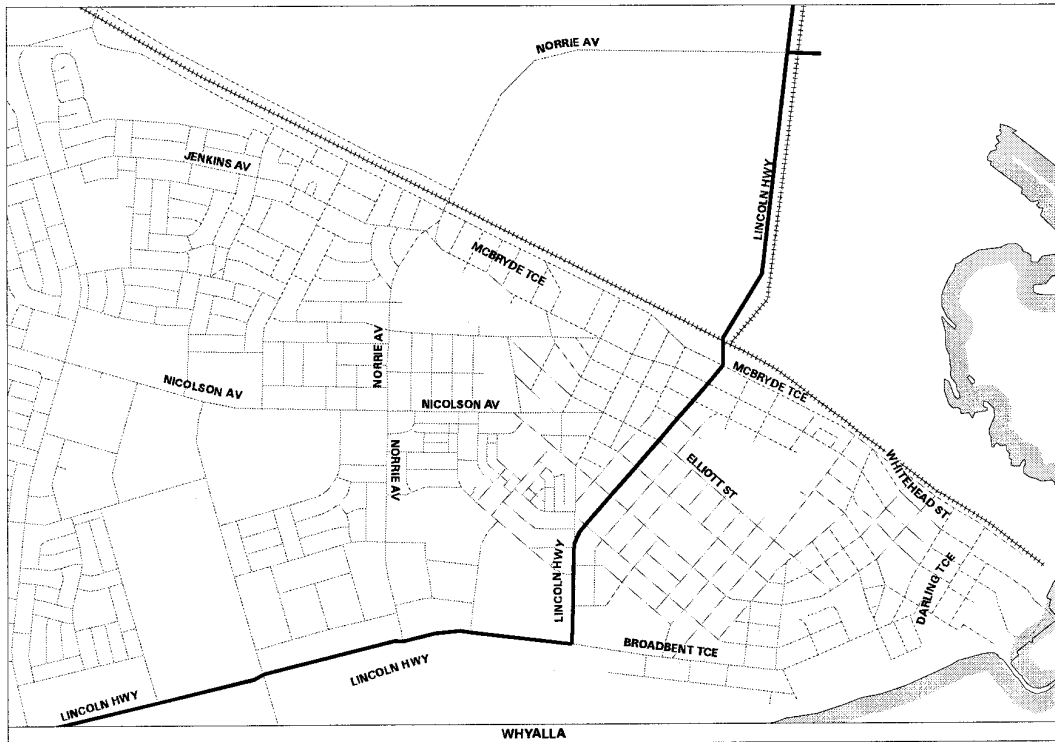 NORRIE AV
JENKINS AV
LINCOLN HWY
MCBRYDE TCE
NORRIE AV
MCBRYDE TCE
NICOLSON AV
NICOLSON AV
NORRIE AV
ELLIOTT ST
WHITEHEAD ST
LINCOLN HWY
DARLING TCE
BROADBENT TCE
LINCOLN HWY
LINCOLN HWY
WHYALLA